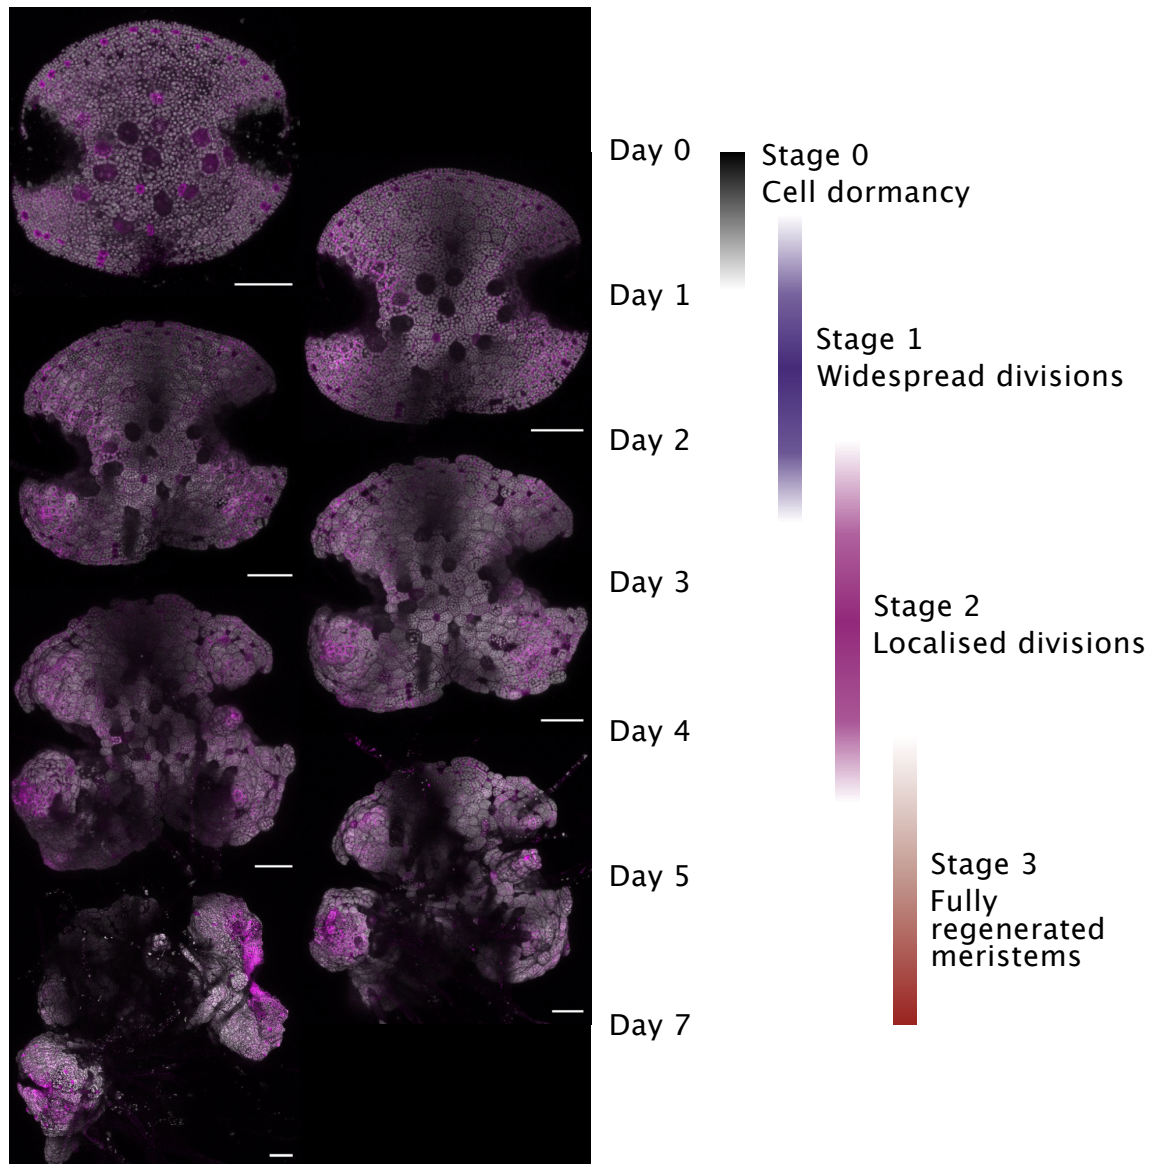 Day 0
Stage 0
Cell dormancy
Day 1
Stage 1
Widespread divisions
Day 2
Day 3
Stage 2
Localised divisions
Day 4
Day 5
Stage 3
Fully
regenerated
meristems
Day 7